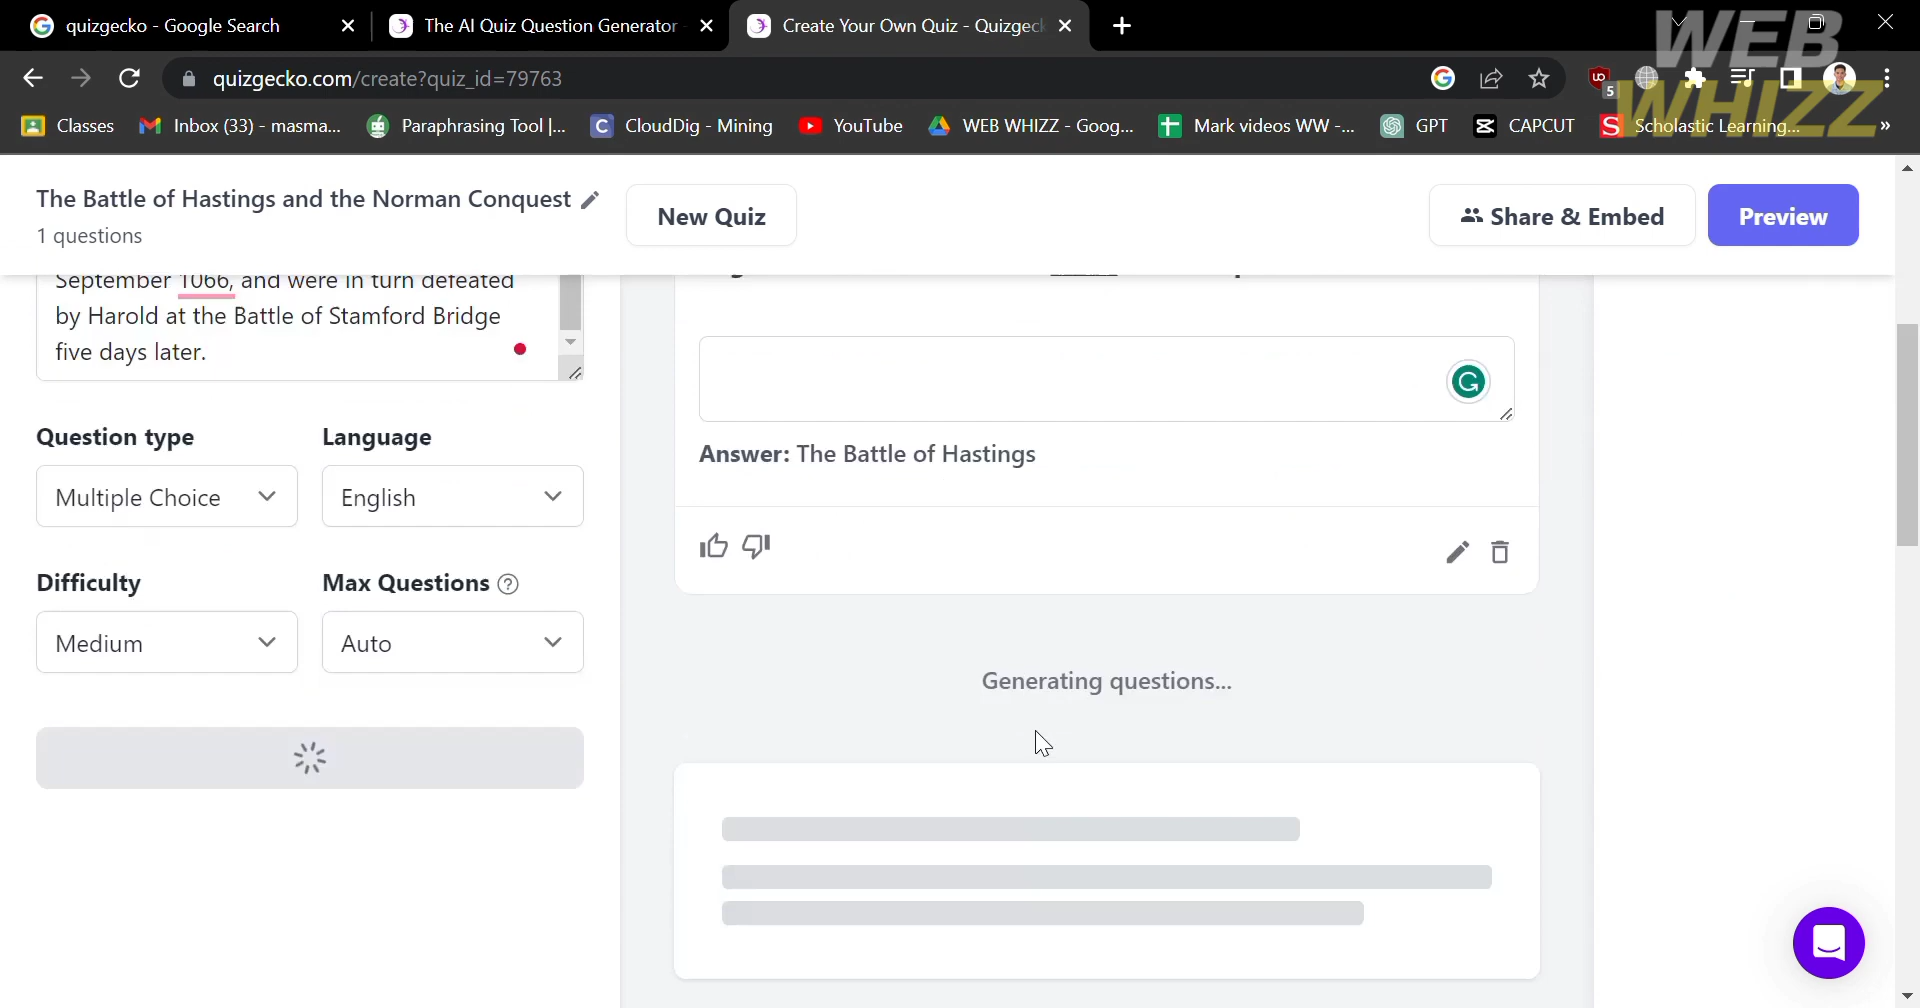 quizgecko - Google Search
The AI Quiz Question Generator
Create Your Own Quiz - Quizgeck
WEB
WHIZZ
quizgecko.com/create?quiz_id=79763
5
Classes
Inbox (33) - masma...
Paraphrasing Tool |...
CloudDig - Mining
YouTube
WEB WHIZZ - Goog...
Mark videos WW -...
GPT
CAPCUT
Scholastic Learning...
The Battle of Hastings and the Norman Conquest
1 questions
New Quiz
Share & Embed
Preview
September 1066, and were in turn defeated
by Harold at the Battle of Stamford Bridge
five days later.
Answer: The Battle of Hastings
Question type
Language
Multiple Choice
English
Difficulty
Max Questions
Medium
Auto
Generating questions...